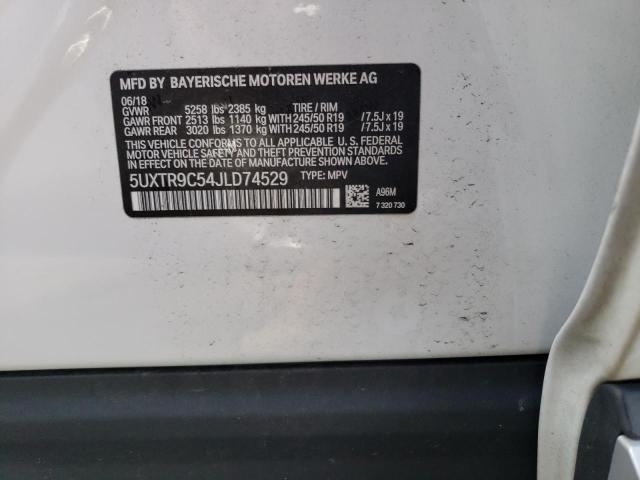 MFD BY BAYERISCHE MOTOREN WERKE AG
06/18
GVWR 5258 lbs 2385 kg TIRE / RIM
GAWR FRONT 2513 lbs 1140 kg WITH 245/50 R19 /7.5J x 19
GAWR REAR 3020 lbs 1370 kg WITH 245/50 R19 /7.5J x 19
THIS VEHICLE CONFORMS TO ALL APPLICABLE U.S. FEDERAL
MOTOR VEHICLE SAFETY, BUMPER, AND THEFT PREVENTION
STANDARDS IN EFFECT ON THE DATE OF MANUFACTURE SHOWN ABOVE.
5UXTR9C54JLD74529 TYPE: MPV
A96M
7 320 730